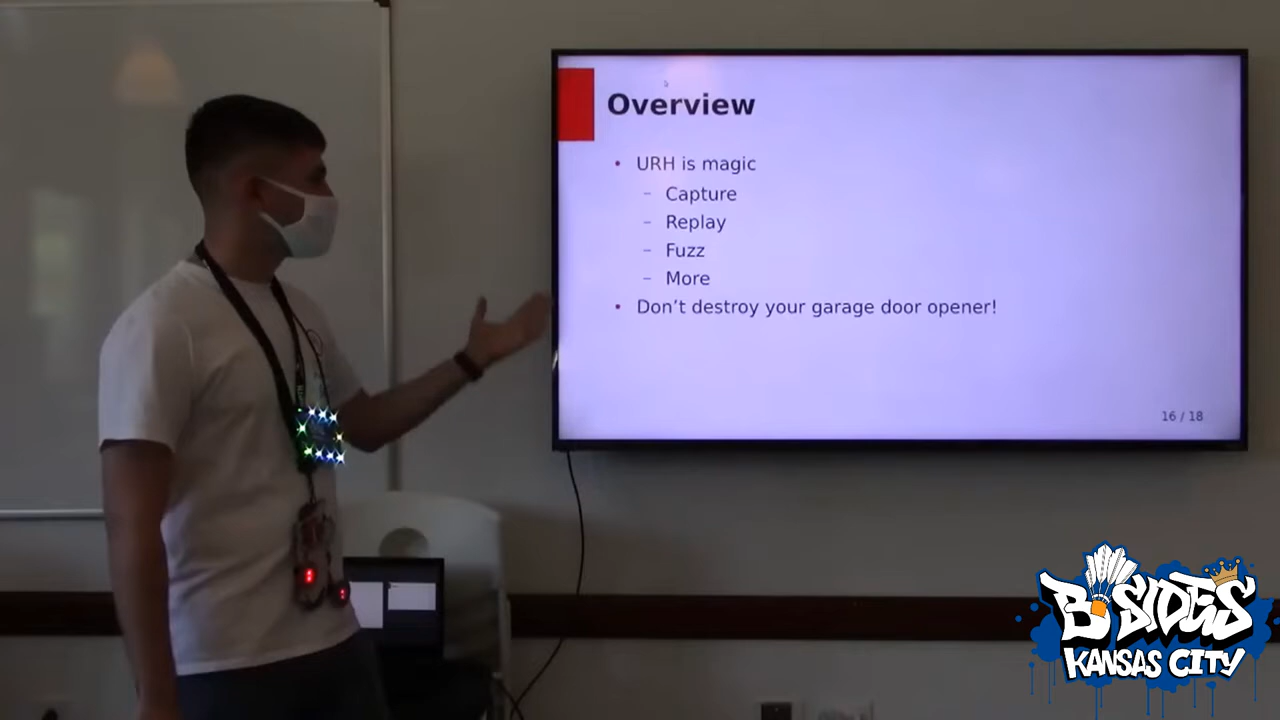 Overview
• URH is magic
– Capture
– Replay
– Fuzz
– More
• Don’t destroy your garage door opener!
16 / 18
B•SIDES
KANSAS CITY